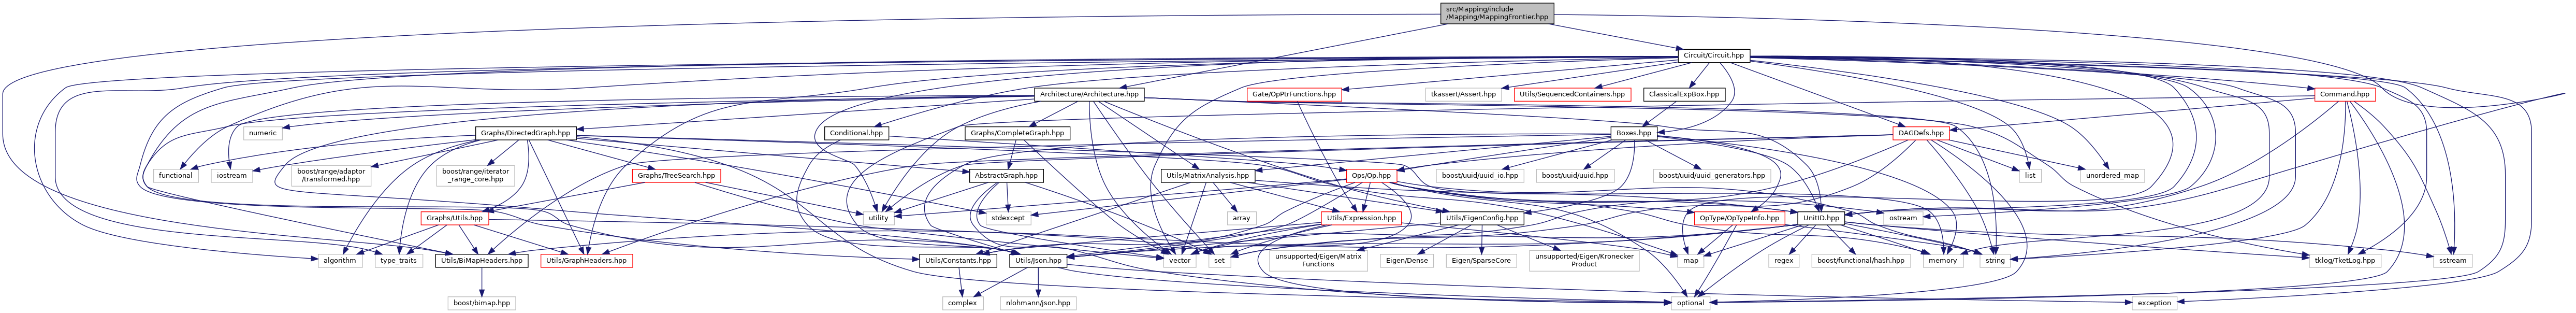 src/Mapping/include
/Mapping/MappingFrontier.hpp
Circuit/Circuit.hpp
Architecture/Architecture.hpp
Gate/OpPtrFunctions.hpp
tkassert/Assert.hpp
Utils/SequencedContainers.hpp
ClassicalExpBox.hpp
Command.hpp
numeric
Graphs/DirectedGraph.hpp
Conditional.hpp
Graphs/CompleteGraph.hpp
Boxes.hpp
DAGDefs.hpp
functional
iostream
boost/range/adaptor
/transformed.hpp
boost/range/iterator
_range_core.hpp
Graphs/TreeSearch.hpp
AbstractGraph.hpp
Utils/MatrixAnalysis.hpp
Ops/Op.hpp
boost/uuid/uuid_io.hpp
boost/uuid/uuid.hpp
boost/uuid/uuid_generators.hpp
list
unordered_map
Graphs/Utils.hpp
utility
stdexcept
array
Utils/Expression.hpp
Utils/EigenConfig.hpp
OpType/OpTypeInfo.hpp
UnitID.hpp
ostream
algorithm
type_traits
Utils/BiMapHeaders.hpp
Utils/GraphHeaders.hpp
Utils/Constants.hpp
Utils/Json.hpp
vector
set
unsupported/Eigen/Matrix
Functions
Eigen/Dense
Eigen/SparseCore
unsupported/Eigen/Kronecker
Product
map
regex
boost/functional/hash.hpp
memory
string
tklog/TketLog.hpp
sstream
boost/bimap.hpp
complex
nlohmann/json.hpp
optional
exception